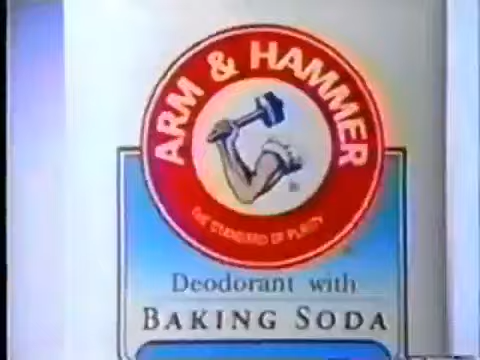 ARM & HAMMER
THE STANDARD OF PURITY
Deodorant with
BAKING SODA